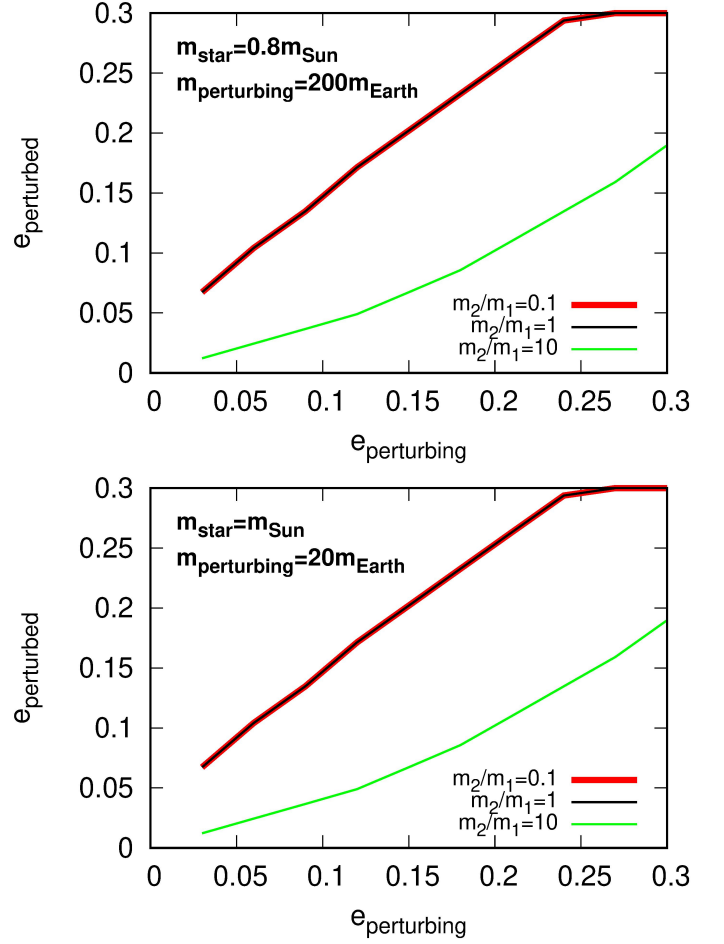 0.3
m_star=0.8m_Sun
m_perturbing=200m_Earth
0.25
0.2
e_perturbed
0.15
0.1
0.05
m_2/m_1=0.1
m_2/m_1=1
m_2/m_1=10
0
0 0.05 0.1 0.15 0.2 0.25 0.3
e_perturbing
0.3
m_star=m_Sun
m_perturbing=20m_Earth
0.25
0.2
e_perturbed
0.15
0.1
0.05
m_2/m_1=0.1
m_2/m_1=1
m_2/m_1=10
0
0 0.05 0.1 0.15 0.2 0.25 0.3
e_perturbing